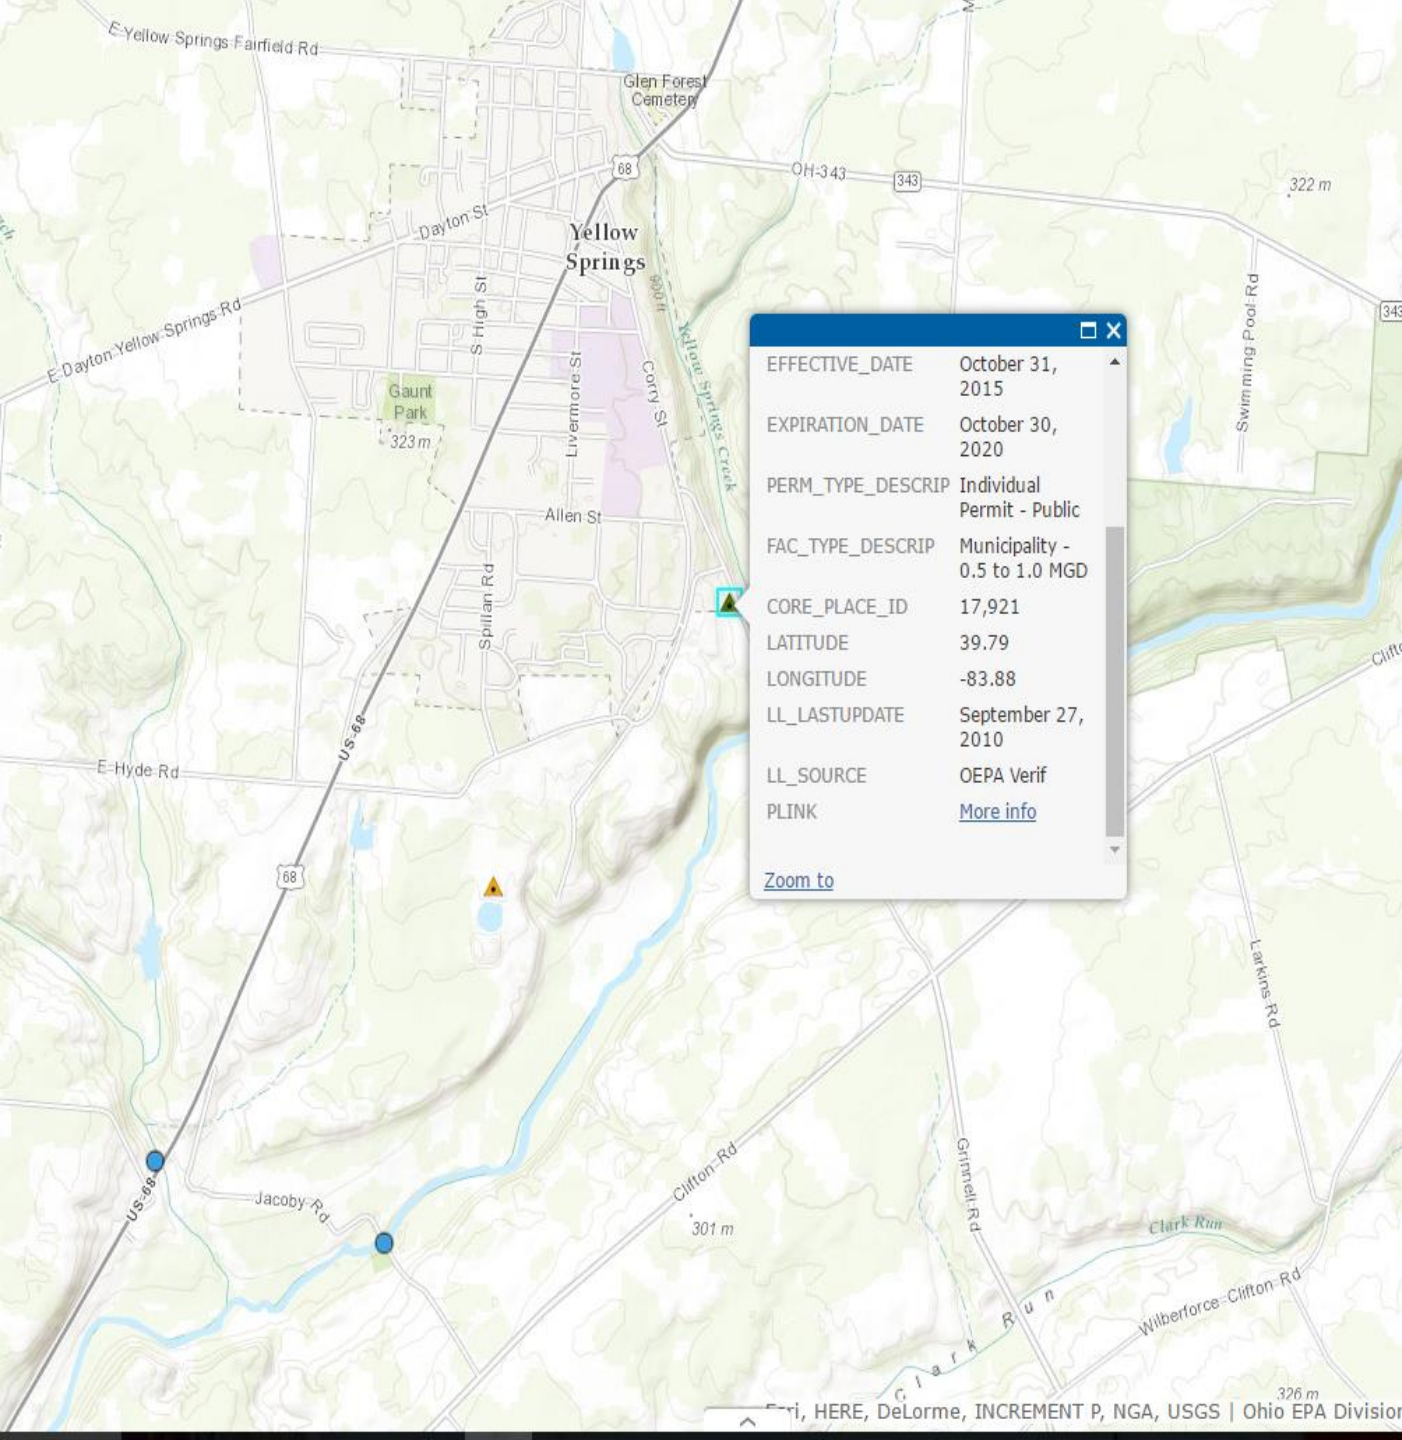 E Yellow Springs Fairfield Rd
Glen Forest
Cemetery
68
OH-343
343
322 m
Dayton St
Yellow
Springs
900 ft
Yellow Springs Creek
S High St
E Dayton Yellow Springs Rd
Swimming Pool Rd
343
Gaunt
Park
323 m
Livermore St
Corry St
Allen St
Spillan Rd
EFFECTIVE_DATE October 31,
2015
EXPIRATION_DATE October 30,
2020
PERM_TYPE_DESCRIP Individual
Permit - Public
FAC_TYPE_DESCRIP Municipality -
0.5 to 1.0 MGD
CORE_PLACE_ID 17,921
LATITUDE 39.79
LONGITUDE -83.88
LL_LASTUPDATE September 27,
2010
LL_SOURCE OEPA Verif
PLINK More info
Zoom to
US-68
E Hyde Rd
68
Larkins Rd
Clifton Rd
Grinnell Rd
US-68
Jacoby Rd
301 m
Clark Run
Clark Run
Wilberforce-Clifton Rd
326 m
Esri, HERE, DeLorme, INCREMENT P, NGA, USGS | Ohio EPA Division